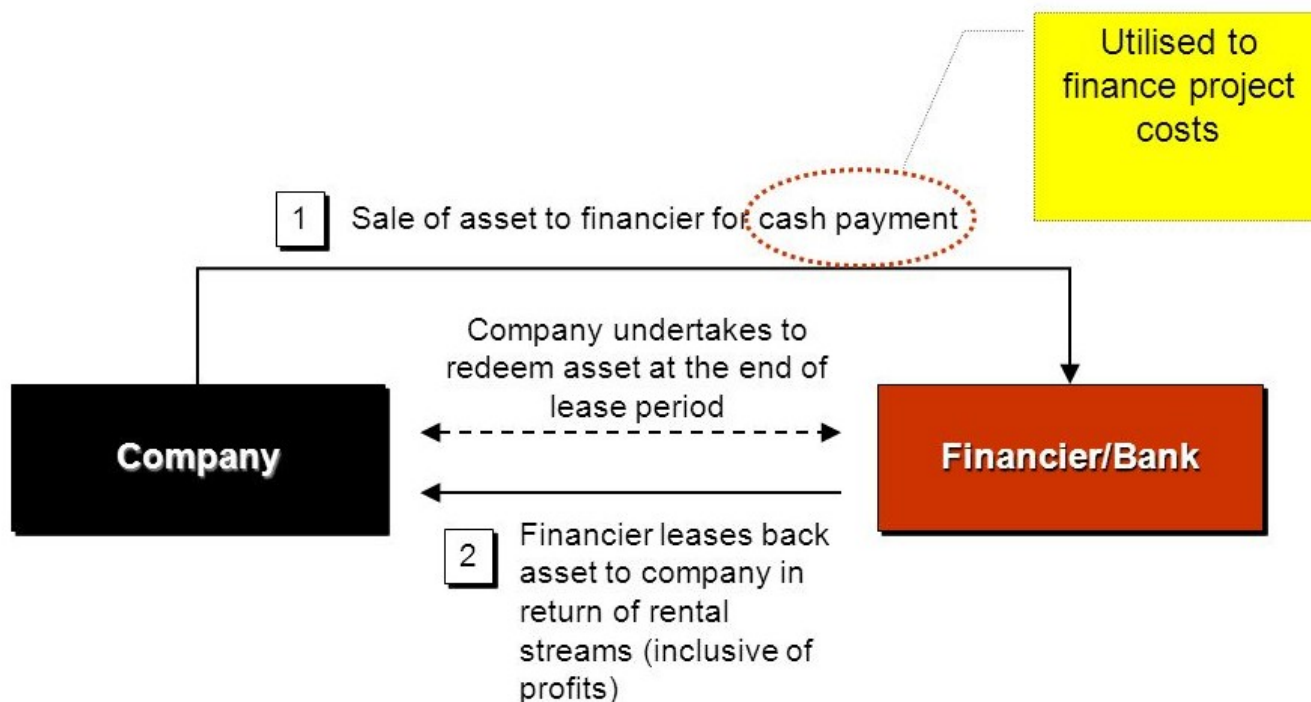 Utilised to
finance project
costs
1
Sale of asset to financier for cash payment
Company undertakes to
redeem asset at the end of
lease period
Company
Financier/Bank
2
Financier leases back
asset to company in
return of rental
streams (inclusive of
profits)